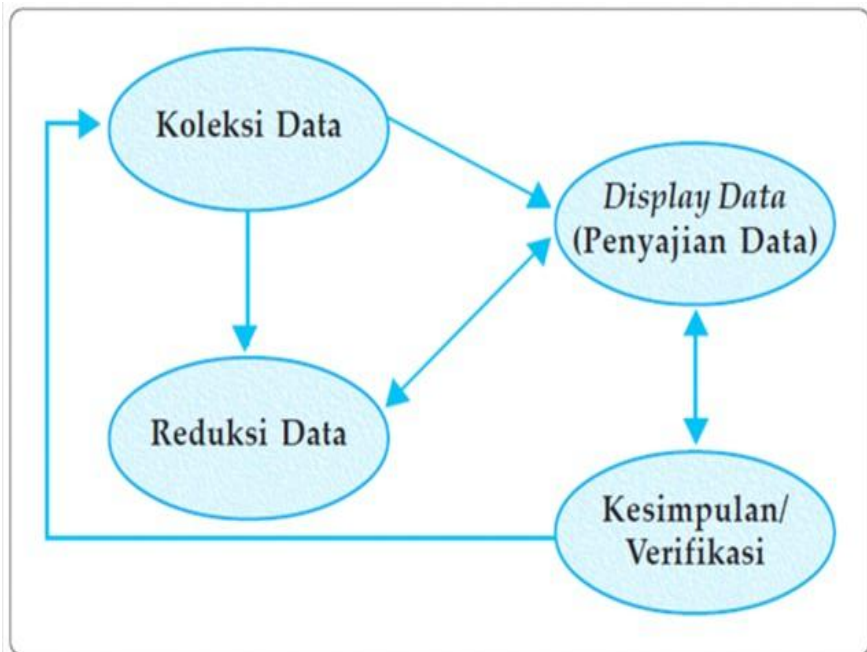 Koleksi Data
Display Data
(Penyajian Data)
Reduksi Data
Kesimpulan/
Verifikasi